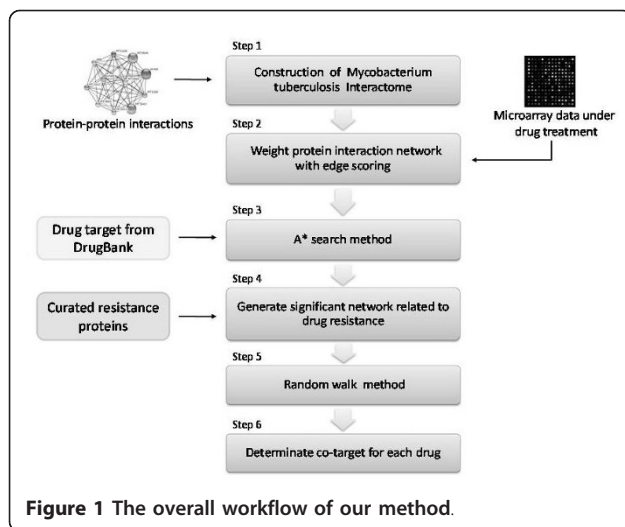 Step 1
Construction of Mycobacterium
tuberculosis Interactome
Protein-protein interactions
Step 2
Weight protein interaction network
with edge scoring
Microarray data under
drug treatment
Step 3
A* search method
Drug target from
DrugBank
Step 4
Generate significant network related to
drug resistance
Curated resistance
proteins
Step 5
Random walk method
Step 6
Determinate co-target for each drug
Figure 1 The overall workflow of our method.